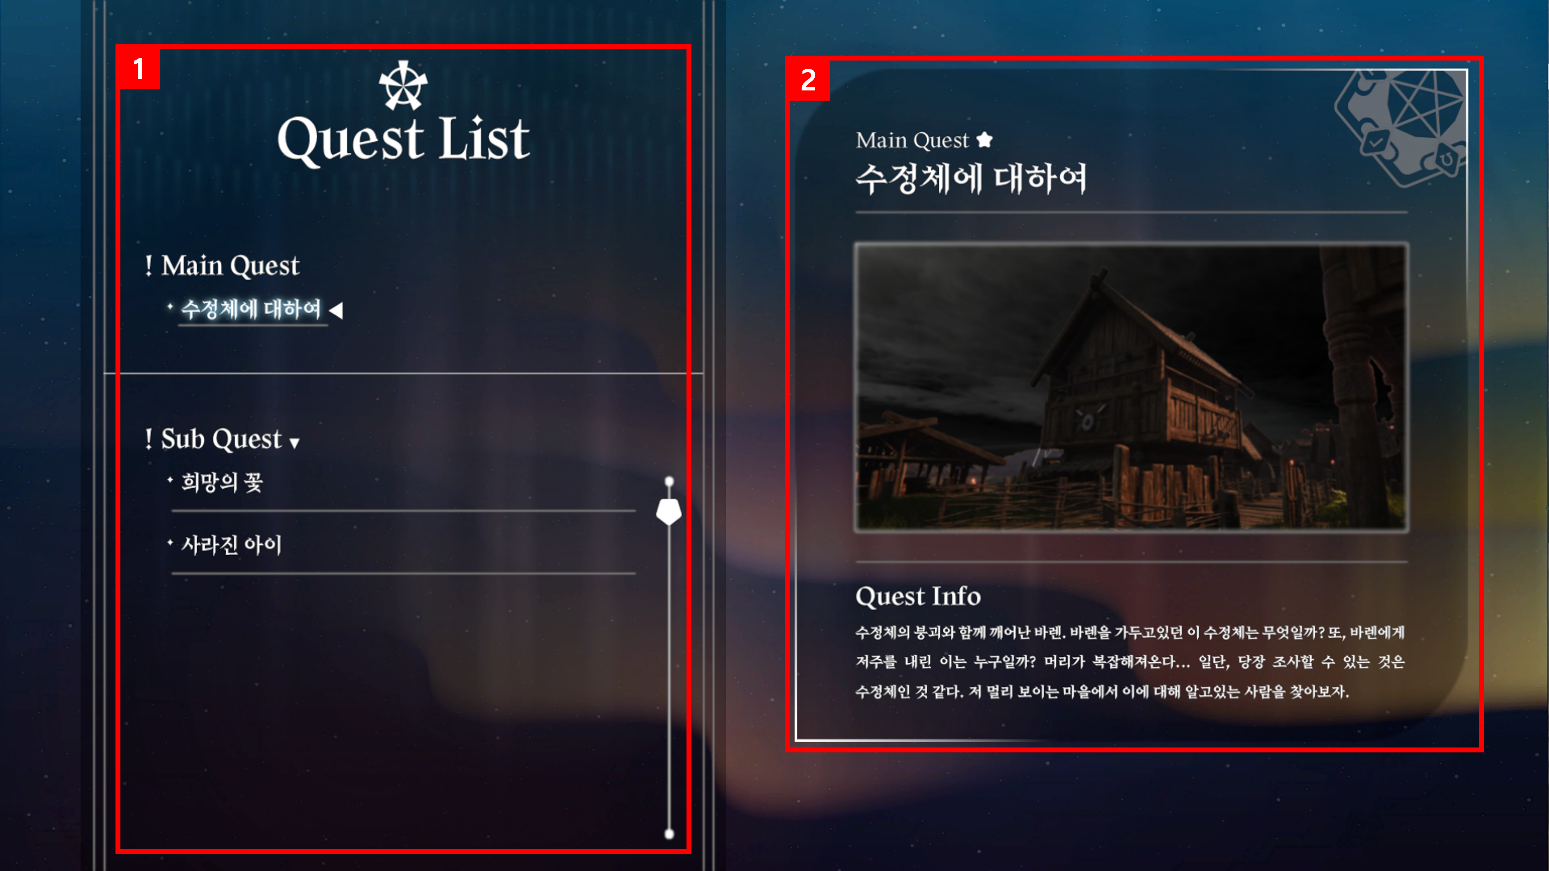 1
Quest List
! Main Quest
수정체에 대하여
! Sub Quest
희망의 꽃
사라진 아이
2
Main Quest
수정체에 대하여
Quest Info
수정체의 붕괴와 함께 깨어난 바렌. 바렌을 가두고있던 이 수정체는 무엇일까? 또, 바렌에게
저주를 내린 이는 누구일까? 머리가 복잡해져온다... 일단, 당장 조사할 수 있는 것은
수정체인 것 같다. 저 멀리 보이는 마을에서 이에 대해 알고있는 사람을 찾아보자.